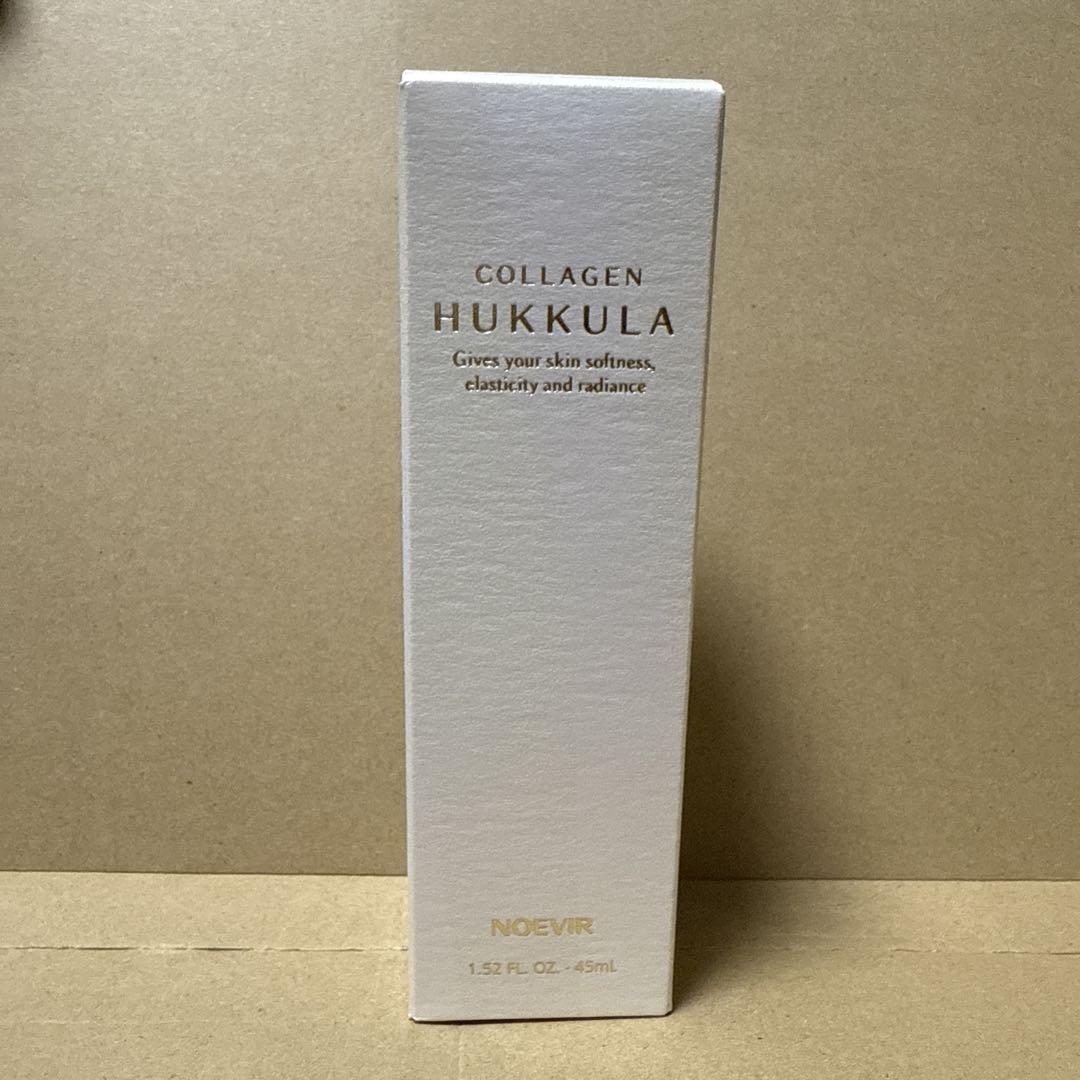 COLLAGEN
HUKKULA
Gives your skin softness,
elasticity and radiance
NOEVIR
1.52 FL. OZ. - 45mL